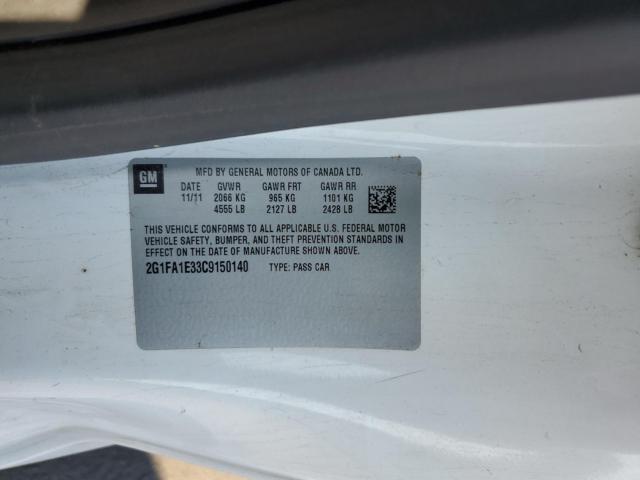 GM
MFD BY GENERAL MOTORS OF CANADA LTD.
DATE GVWR GAWR FRT GAWR RR
11/11 2066 KG 965 KG 1101 KG
4555 LB 2127 LB 2428 LB
THIS VEHICLE CONFORMS TO ALL APPLICABLE U.S. FEDERAL MOTOR
VEHICLE SAFETY, BUMPER, AND THEFT PREVENTION STANDARDS IN
EFFECT ON THE DATE OF MANUFACTURE SHOWN ABOVE.
2G1FA1E33C9150140 TYPE: PASS CAR